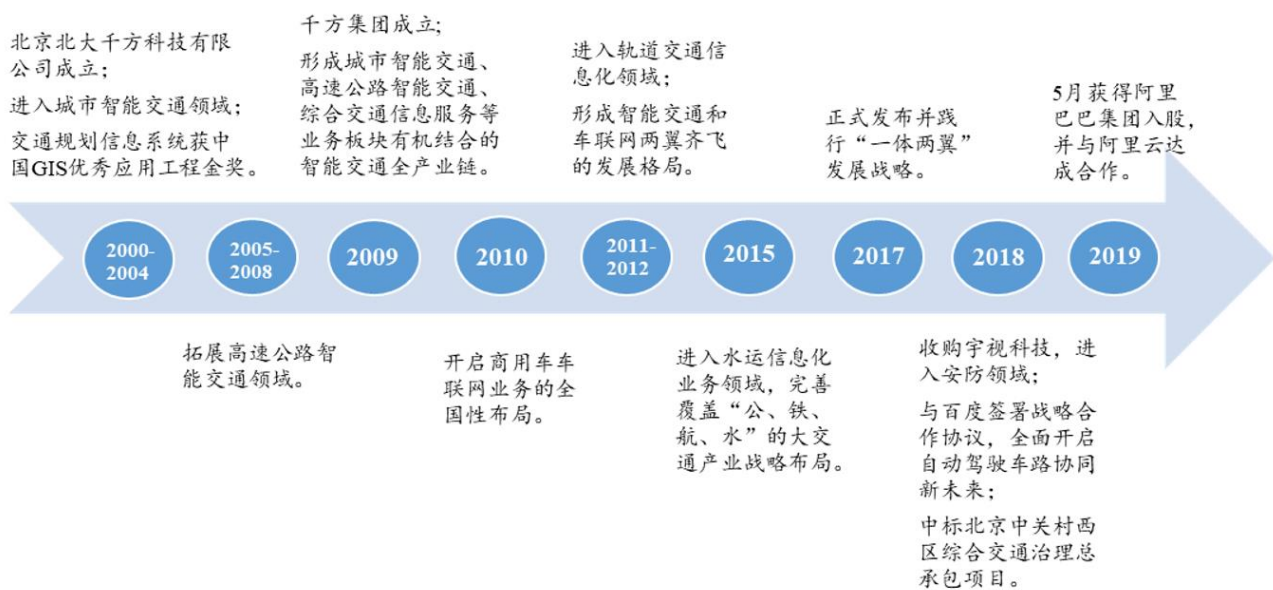 北京北大千方科技有限
公司成立；
进入城市智能交通领域；
交通规划信息系统获中
国GIS优秀应用工程金奖。
千方集团成立；
形成城市智能交通、
高速公路智能交通、
综合交通信息服务等
业务板块有机结合的
智能交通全产业链。
进入轨道交通信
息化领域；
形成智能交通和
车联网两翼齐飞
的发展格局。
正式发布并践
行“一体两翼”
发展战略。
5月获得阿里
巴巴集团入股，
并与阿里云达
成合作。
2000-
2004
2005-
2008
2009
2010
2011-
2012
2015
2017
2018
2019
拓展高速公路智
能交通领域。
开启商用车车
联网业务的全
国性布局。
进入水运信息化
业务领域，完善
覆盖“公、铁、
航、水”的大交
通产业战略布局。
收购宇视科技，进
入安防领域；
与百度签署战略合
作协议，全面开启
自动驾驶车路协同
新未来；
中标北京中关村西
区综合交通治理总
承包项目。